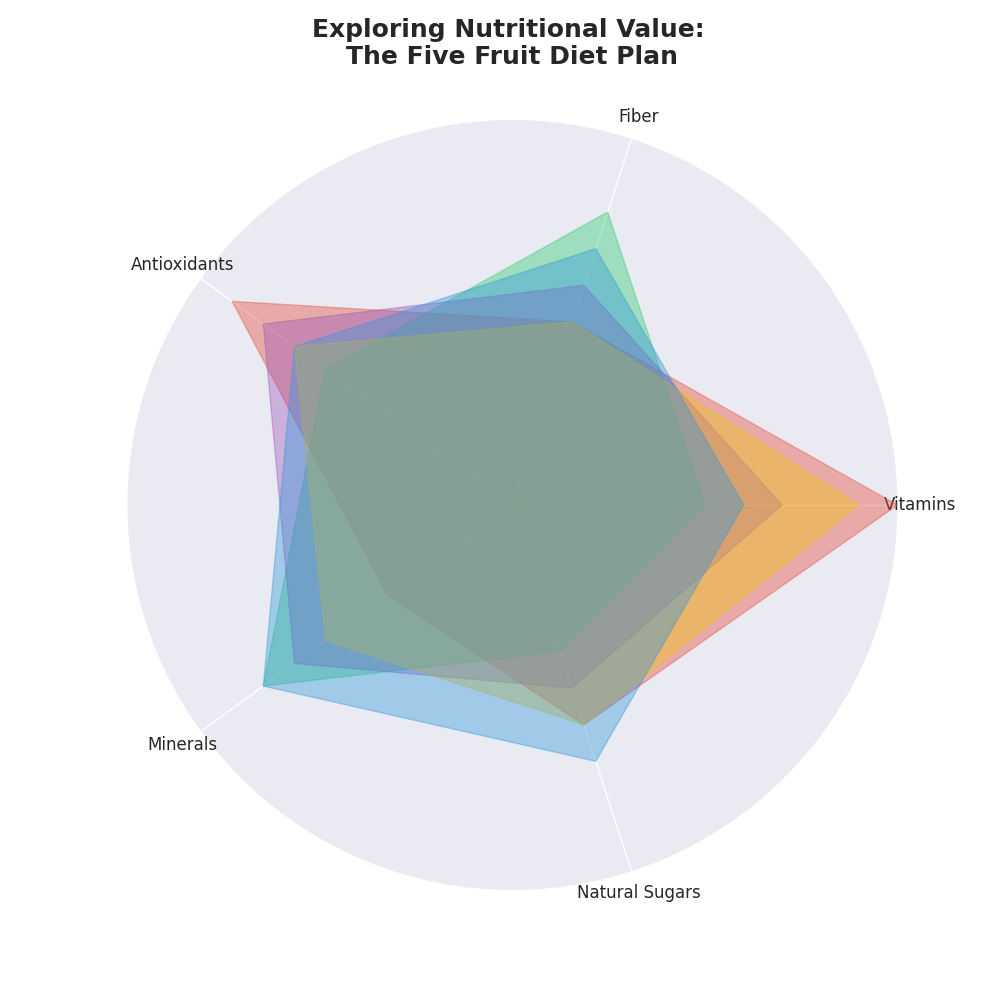 Exploring Nutritional Value:
The Five Fruit Diet Plan
Fiber
Antioxidants
Vitamins
Minerals
Natural Sugars